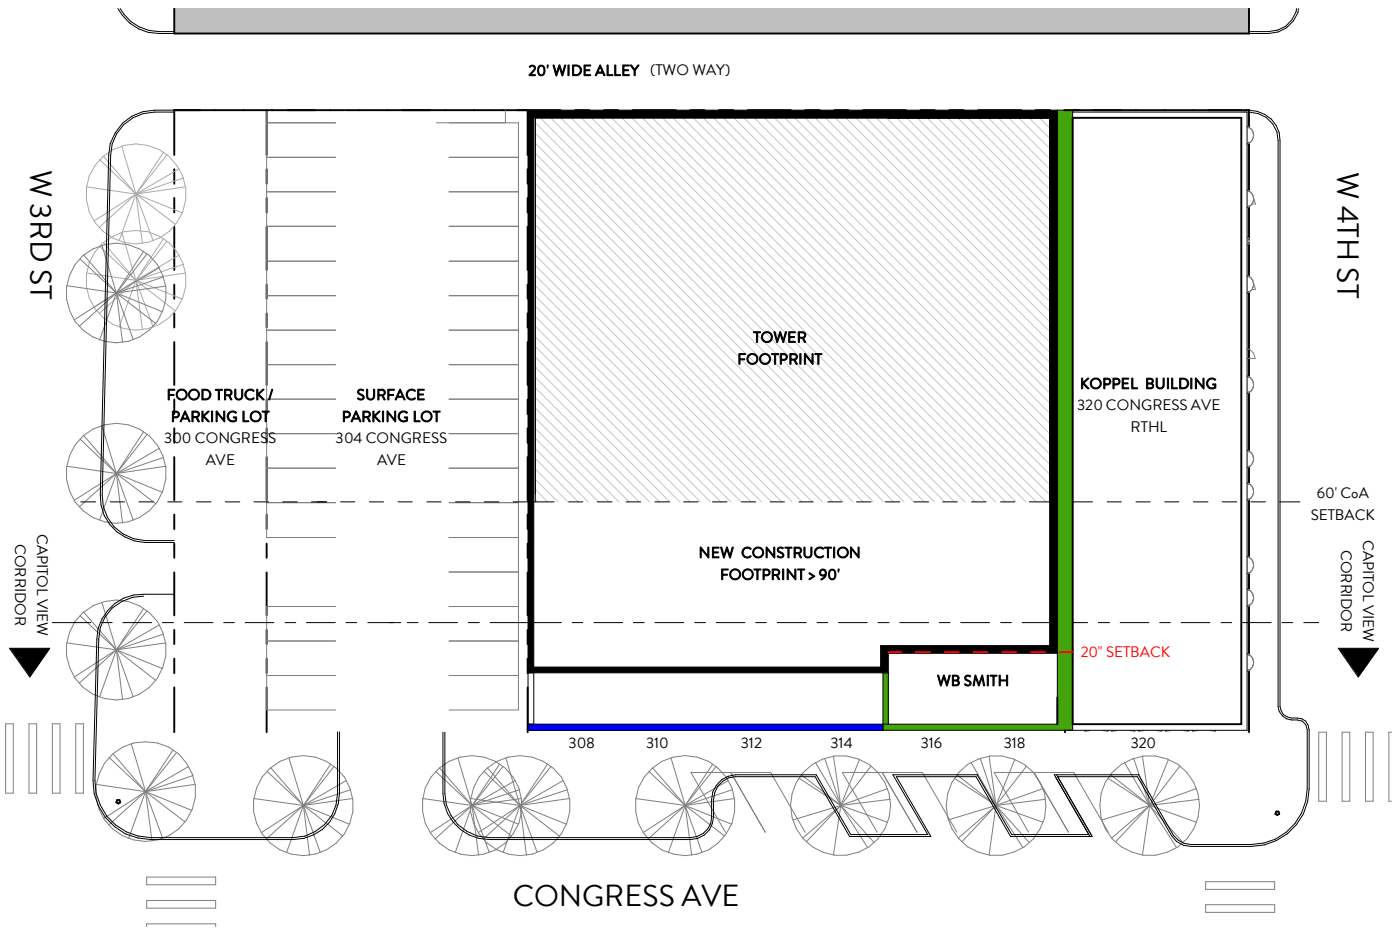 20' WIDE ALLEY (TWO WAY)
W 3RD ST
W 4TH ST
TOWER
FOOTPRINT
FOOD TRUCK /
PARKING LOT
300 CONGRESS
AVE
SURFACE
PARKING LOT
304 CONGRESS
AVE
KOPPEL BUILDING
320 CONGRESS AVE
RTHL
60' CoA
SETBACK
NEW CONSTRUCTION
FOOTPRINT > 90'
CAPITOL VIEW
CORRIDOR
CAPITOL VIEW
CORRIDOR
20" SETBACK
WB SMITH
308 310 312 314 316 318 320
CONGRESS AVE